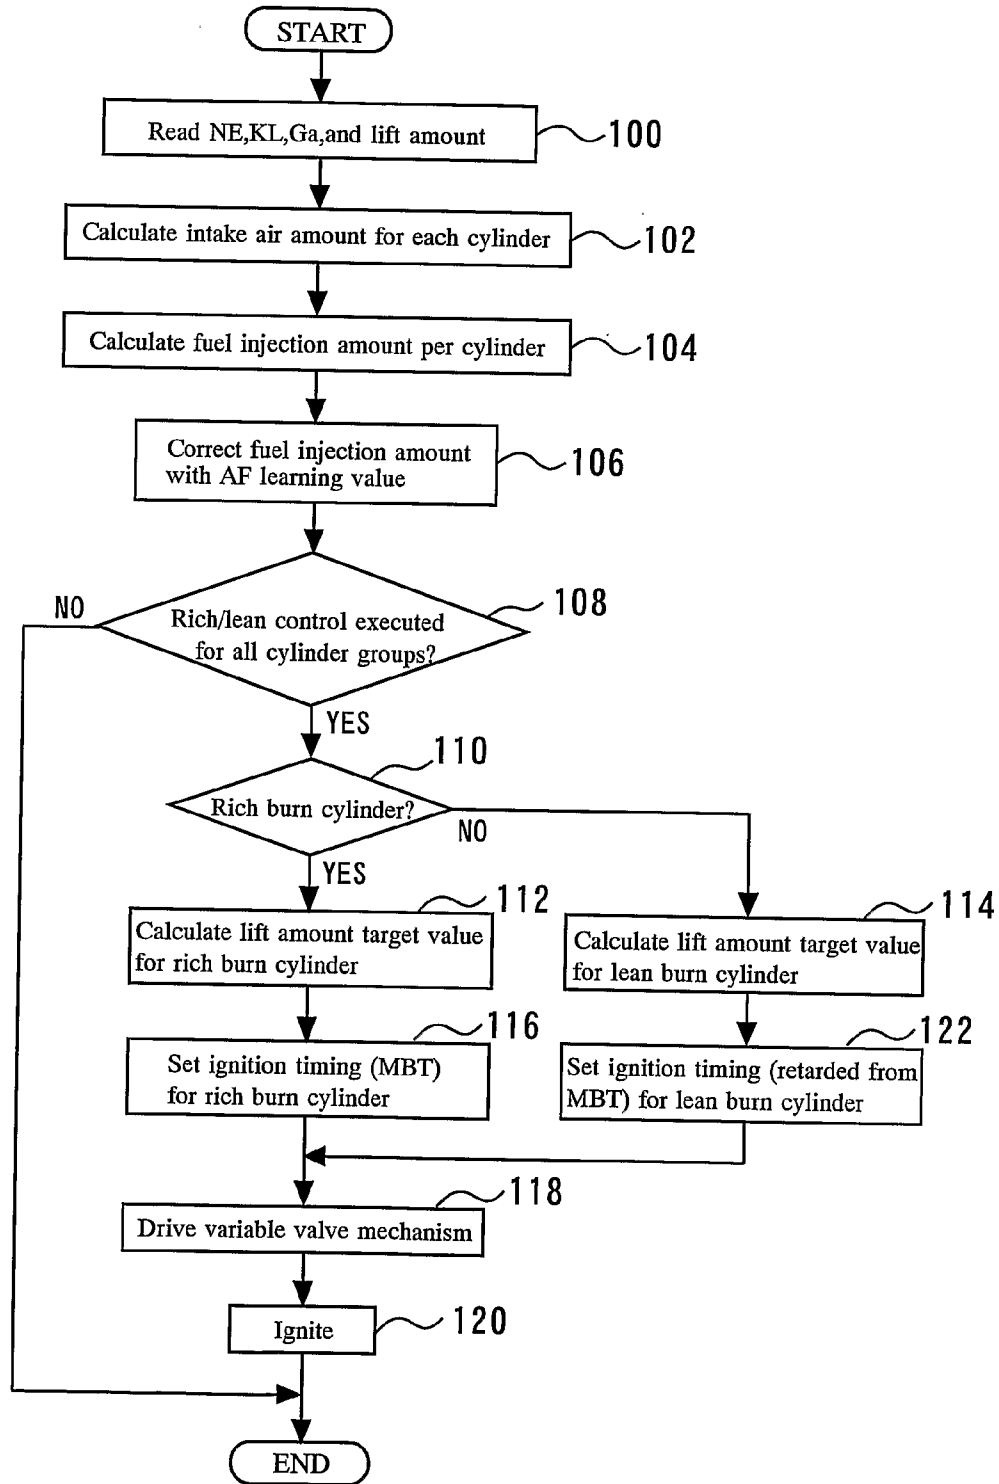 START
Read NE,KL,Ga,and lift amount
100
Calculate intake air amount for each cylinder
102
Calculate fuel injection amount per cylinder
104
Correct fuel injection amount
with AF learning value
106
Rich/lean control executed
for all cylinder groups?
108
NO
YES
110
Rich burn cylinder?
NO
YES
112
Calculate lift amount target value
for rich burn cylinder
114
Calculate lift amount target value
for lean burn cylinder
116
Set ignition timing (MBT)
for rich burn cylinder
122
Set ignition timing (retarded from
MBT) for lean burn cylinder
118
Drive variable valve mechanism
Ignite
120
END